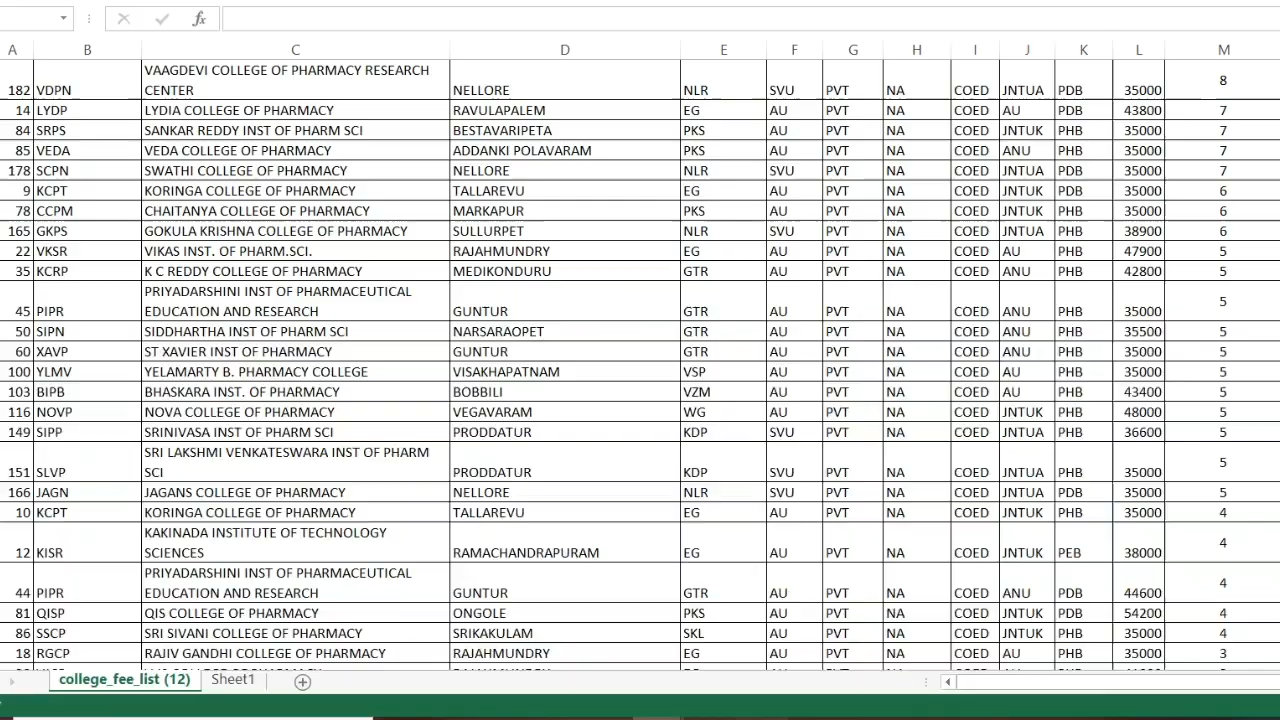 fx
A B C D E F G H I J K L M
VAAGDEVI COLLEGE OF PHARMACY RESEARCH
182 VDPN CENTER NELLORE NLR SVU PVT NA COED JNTUA PDB 35000 8
14 LYDP LYDIA COLLEGE OF PHARMACY RAVULAPALEM EG AU PVT NA COED AU PDB 43800 7
84 SRPS SANKAR REDDY INST OF PHARM SCI BESTAVARIPETA PKS AU PVT NA COED JNTUK PHB 35000 7
85 VEDA VEDA COLLEGE OF PHARMACY ADDANKI POLAVARAM PKS AU PVT NA COED ANU PHB 35000 7
178 SCPN SWATHI COLLEGE OF PHARMACY NELLORE NLR SVU PVT NA COED JNTUA PDB 35000 7
9 KCPT KORINGA COLLEGE OF PHARMACY TALLAREVU EG AU PVT NA COED JNTUK PDB 35000 6
78 CCPM CHAITANYA COLLEGE OF PHARMACY MARKAPUR PKS AU PVT NA COED JNTUK PHB 35000 6
165 GKPS GOKULA KRISHNA COLLEGE OF PHARMACY SULLURPET NLR SVU PVT NA COED JNTUA PHB 38900 6
22 VKSR VIKAS INST. OF PHARM.SCI. RAJAHMUNDRY EG AU PVT NA COED AU PHB 47900 5
35 KCRP K C REDDY COLLEGE OF PHARMACY MEDIKONDURU GTR AU PVT NA COED ANU PHB 42800 5
PRIYADARSHINI INST OF PHARMACEUTICAL
45 PIPR EDUCATION AND RESEARCH GUNTUR GTR AU PVT NA COED ANU PHB 35000 5
50 SIPN SIDDHARTHA INST OF PHARM SCI NARSARAOPET GTR AU PVT NA COED ANU PHB 35500 5
60 XAVP ST XAVIER INST OF PHARMACY GUNTUR GTR AU PVT NA COED ANU PHB 35000 5
100 YLMV YELAMARTY B. PHARMACY COLLEGE VISAKHAPATNAM VSP AU PVT NA COED AU PHB 35000 5
103 BIPB BHASKARA INST. OF PHARMACY BOBBILI VZM AU PVT NA COED AU PHB 43400 5
116 NOVP NOVA COLLEGE OF PHARMACY VEGAVARAM WG AU PVT NA COED JNTUK PHB 48000 5
149 SIPP SRINIVASA INST OF PHARM SCI PRODDATUR KDP SVU PVT NA COED JNTUA PHB 36600 5
SRI LAKSHMI VENKATESWARA INST OF PHARM
151 SLVP SCI PRODDATUR KDP SVU PVT NA COED JNTUA PHB 35000 5
166 JAGN JAGANS COLLEGE OF PHARMACY NELLORE NLR SVU PVT NA COED JNTUA PDB 35000 5
10 KCPT KORINGA COLLEGE OF PHARMACY TALLAREVU EG AU PVT NA COED JNTUK PHB 35000 4
KAKINADA INSTITUTE OF TECHNOLOGY
12 KISR SCIENCES RAMACHANDRAPURAM EG AU PVT NA COED JNTUK PEB 38000 4
PRIYADARSHINI INST OF PHARMACEUTICAL
44 PIPR EDUCATION AND RESEARCH GUNTUR GTR AU PVT NA COED ANU PDB 44600 4
81 QISP QIS COLLEGE OF PHARMACY ONGOLE PKS AU PVT NA COED JNTUK PDB 54200 4
86 SSCP SRI SIVANI COLLEGE OF PHARMACY SRIKAKULAM SKL AU PVT NA COED JNTUK PHB 35000 4
18 RGCP RAJIV GANDHI COLLEGE OF PHARMACY RAJAHMUNDRY EG AU PVT NA COED AU PHB 35000 3
college_fee_list (12) Sheet1